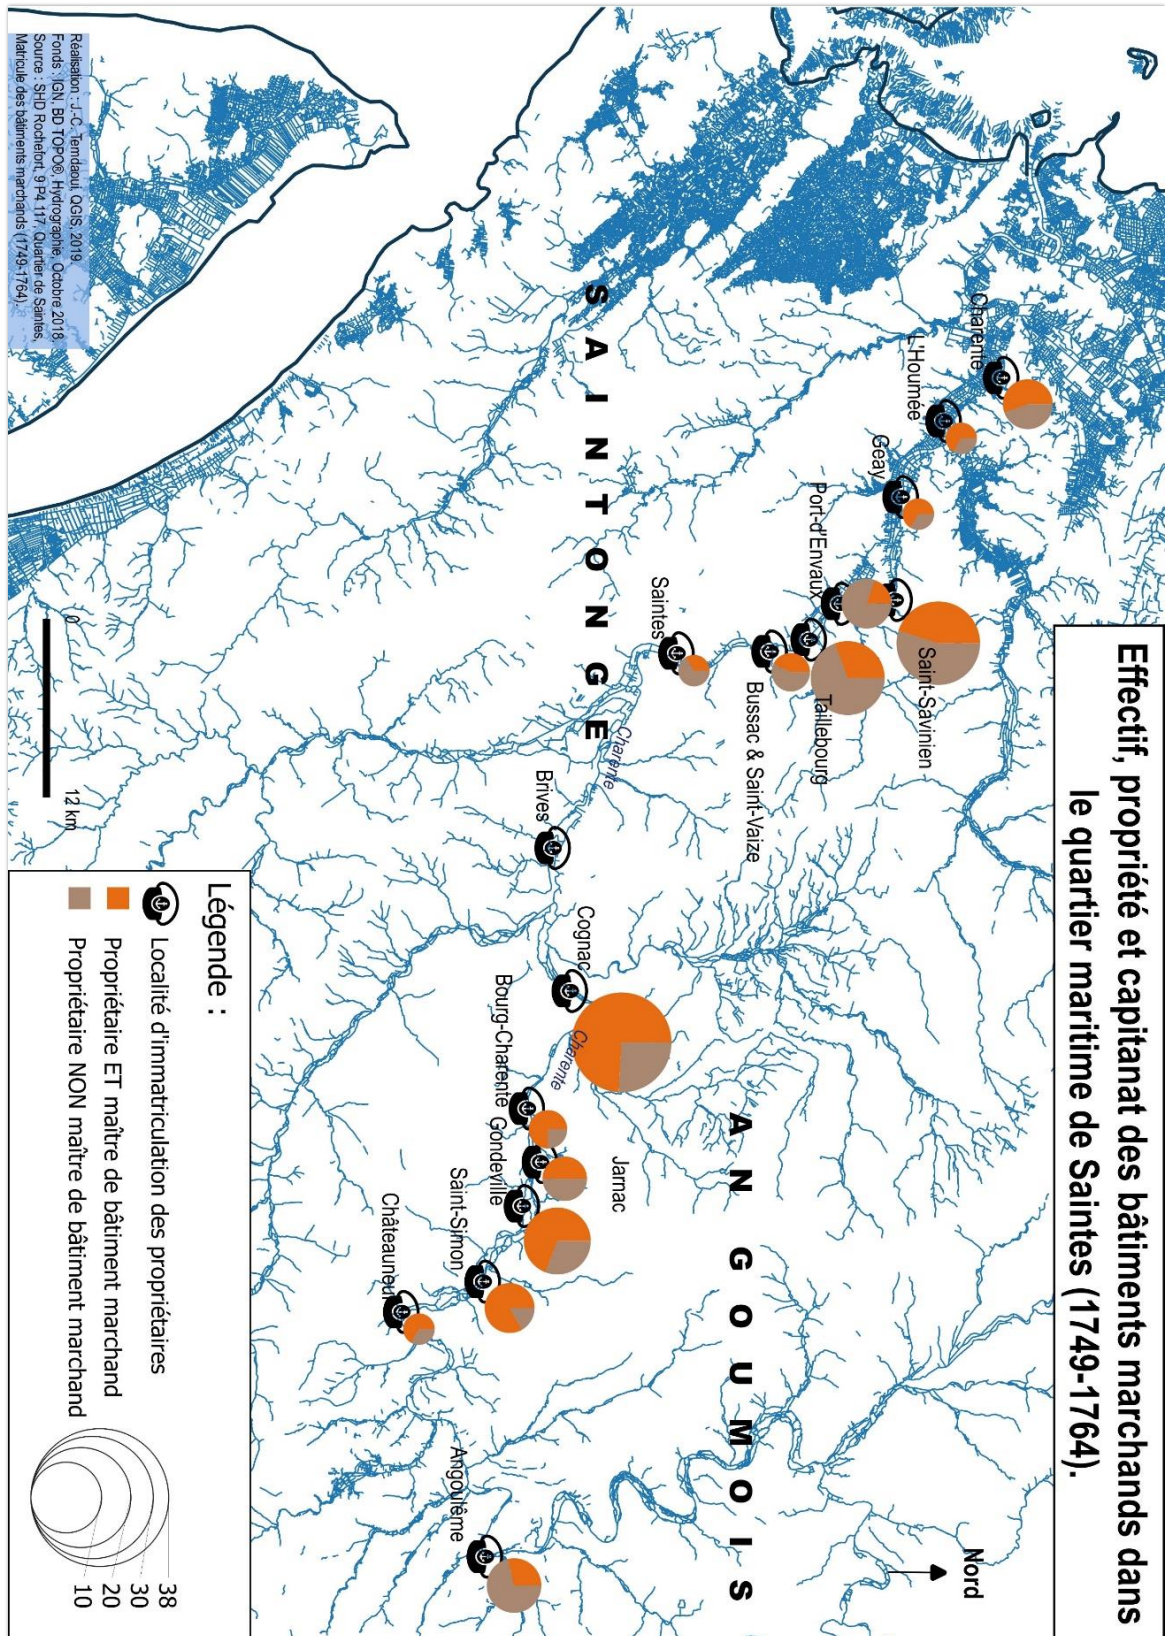 Effectif, propriété et capitanat des bâtiments marchands dans
le quartier maritime de Saintes (1749-1764).
Nord
Charente
L'Houmée
Geay
Port-d'Envaux
Saint-Savinien
Taillebourg
Bussac & Saint-Vaize
Saintes
SAINTONGE
Charente
Brives
Cognac
Charente
Bourg-Charente
Jarnac
Gondeville
Saint-Simon
Châteauneuf
ANGOUMOIS
Angoulême
Réalisation : J.-C. Temdaoui, QGIS, 2019.
Fonds : IGN, BD TOPO®, Hydrographie, Octobre 2018.
Source : SHD Rochefort, 9 P4 117, Quartier de Saintes,
Matricule des bâtiments marchands (1749-1764).
0
12 km
Légende :
Localité d'immatriculation des propriétaires
Propriétaire ET maître de bâtiment marchand
Propriétaire NON maître de bâtiment marchand
38
30
20
10